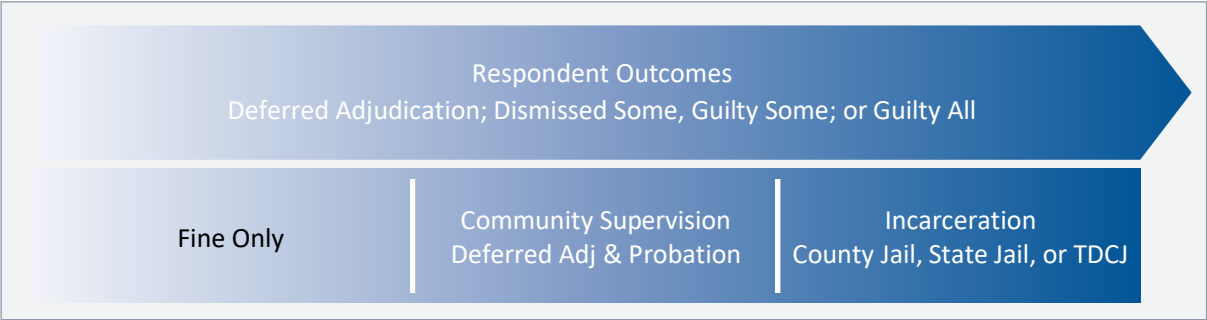 Respondent Outcomes
Deferred Adjudication; Dismissed Some, Guilty Some; or Guilty All
Fine Only
Community Supervision
Deferred Adj & Probation
Incarceration
County Jail, State Jail, or TDCJ